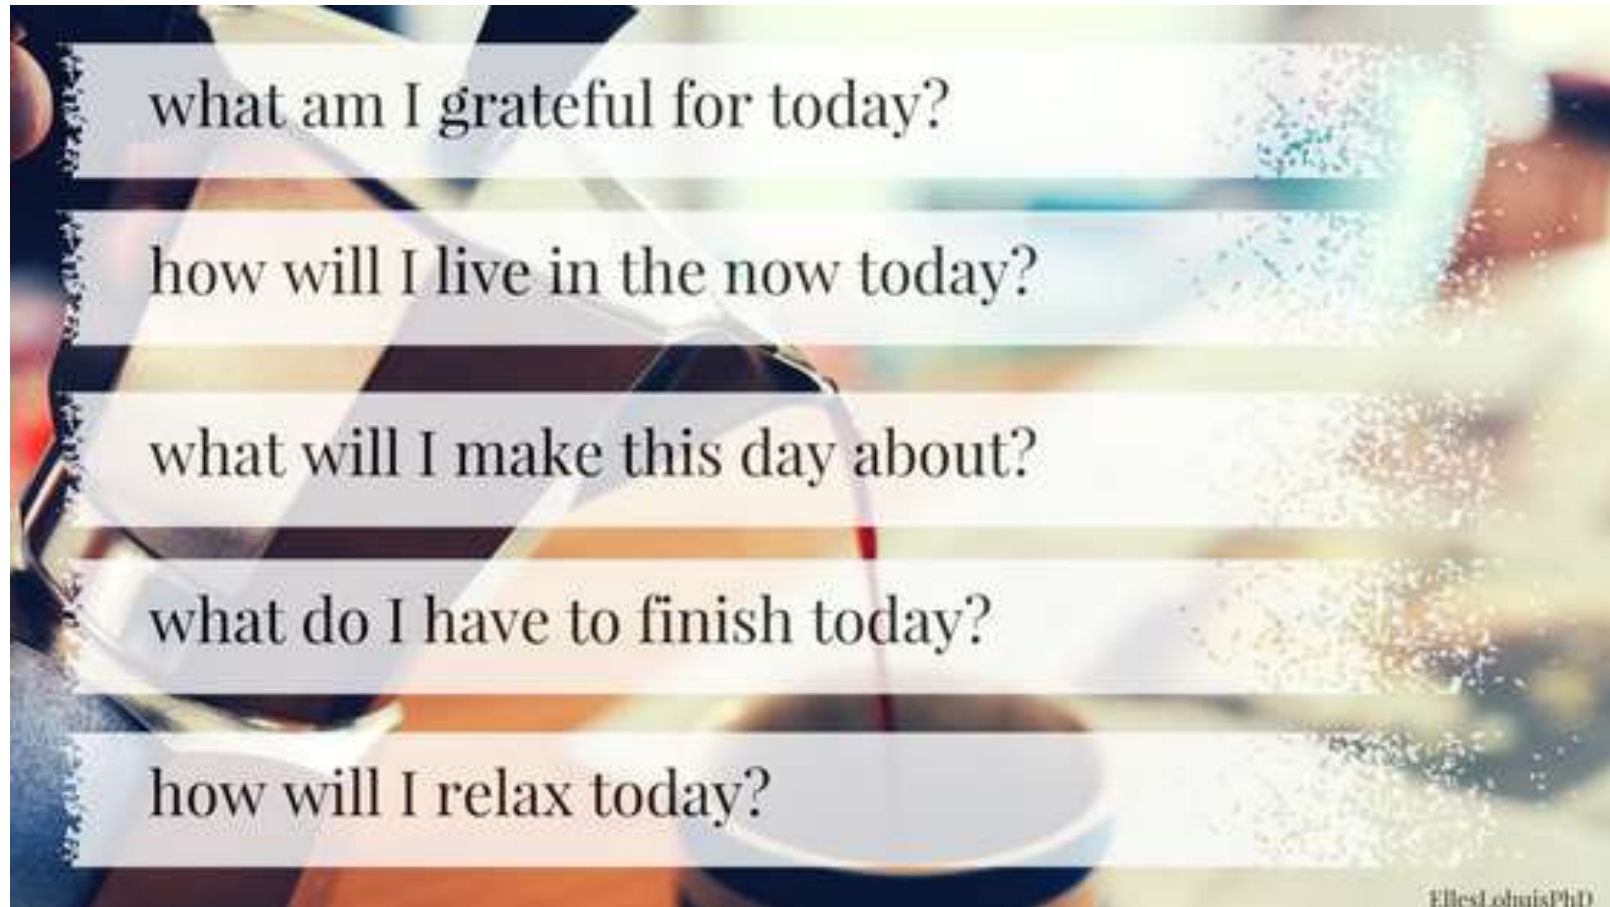 what am I grateful for today?
how will I live in the now today?
what will I make this day about?
what do I have to finish today?
how will I relax today?
EllesLohuisPhD